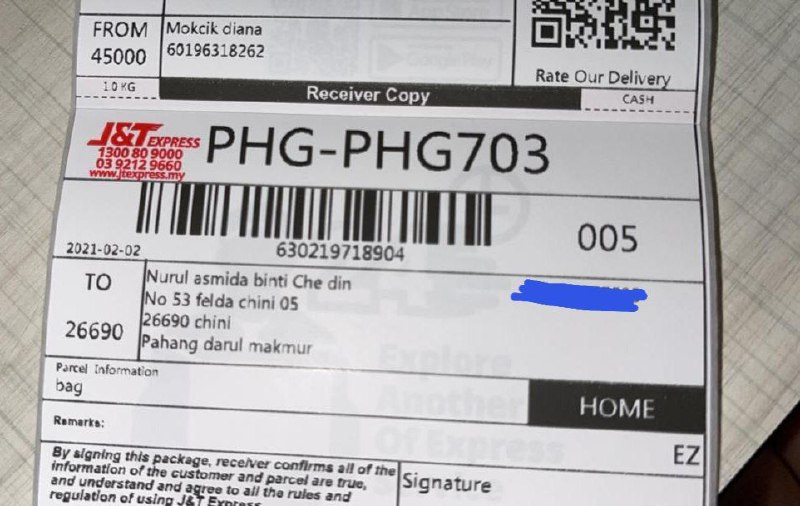 FROM
45000
Mokcik diana
60196318262
Rate Our Delivery
1.0 KG
Receiver Copy
CASH
J&T EXPRESS
1300 80 9000
03 9212 9660
www.jtexpress.my
PHG-PHG703
630219718904
005
2021-02-02
TO
26690
Nurul asmida binti Che din
No 53 felda chini 05
26690 chini
Pahang darul makmur
Explore
Another
Of Express
Parcel Information
bag
HOME
Remarks:
EZ
By signing this package, receiver confirms all of the
information of the customer and parcel are true,
and understand and agree to all the rules and
regulation of using J&T Express
Signature